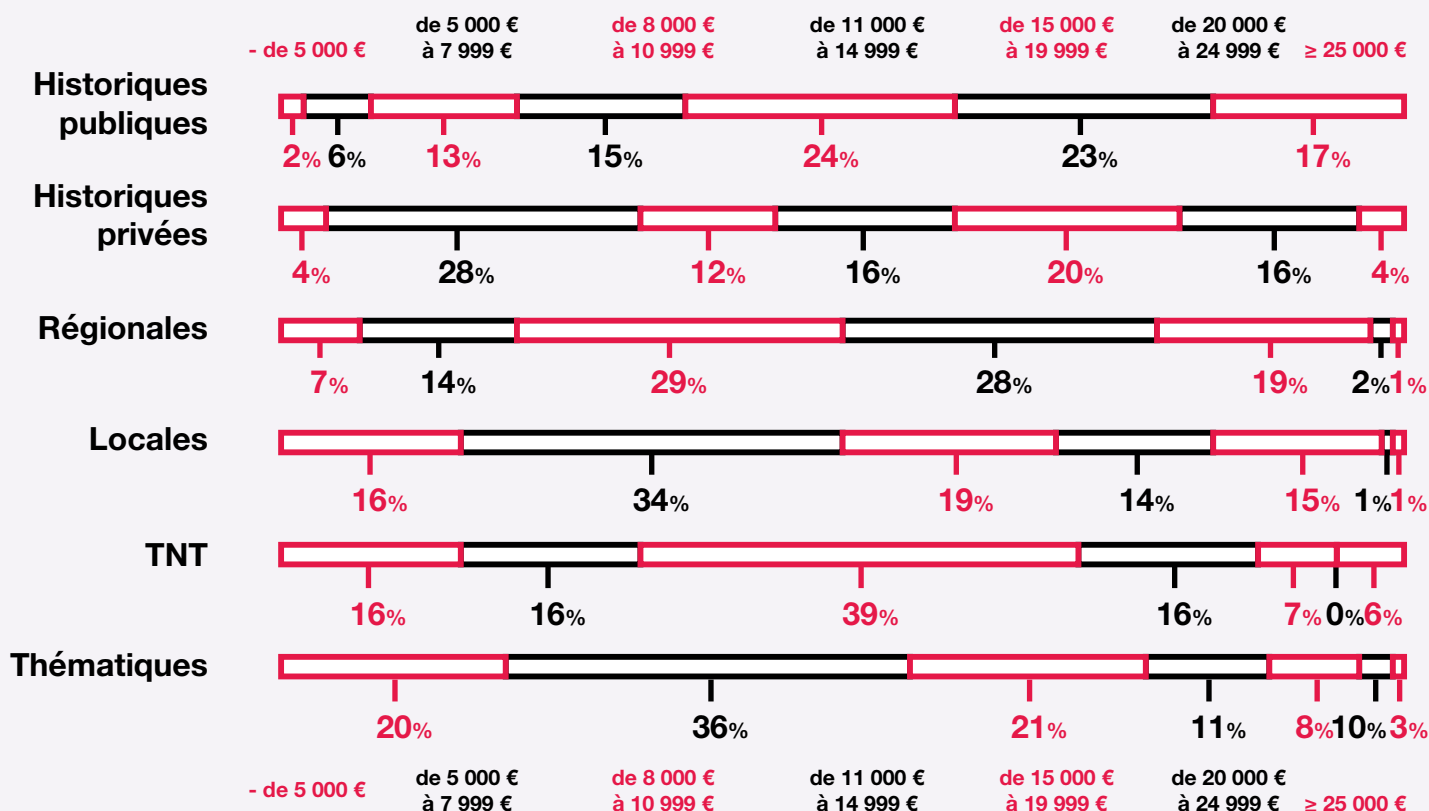 - de 5 000 €
de 5 000 €
à 7 999 €
de 8 000 €
à 10 999 €
de 11 000 €
à 14 999 €
de 15 000 €
à 19 999 €
de 20 000 €
à 24 999 €
≥ 25 000 €
Historiques
publiques
2% 6% 13% 15% 24% 23% 17%
Historiques
privées
4% 28% 12% 16% 20% 16% 4%
Régionales
7% 14% 29% 28% 19% 2% 1%
Locales
16% 34% 19% 14% 15% 1% 1%
TNT
16% 16% 39% 16% 7% 0% 6%
Thématiques
20% 36% 21% 11% 8% 10% 3%
- de 5 000 €
de 5 000 €
à 7 999 €
de 8 000 €
à 10 999 €
de 11 000 €
à 14 999 €
de 15 000 €
à 19 999 €
de 20 000 €
à 24 999 €
≥ 25 000 €